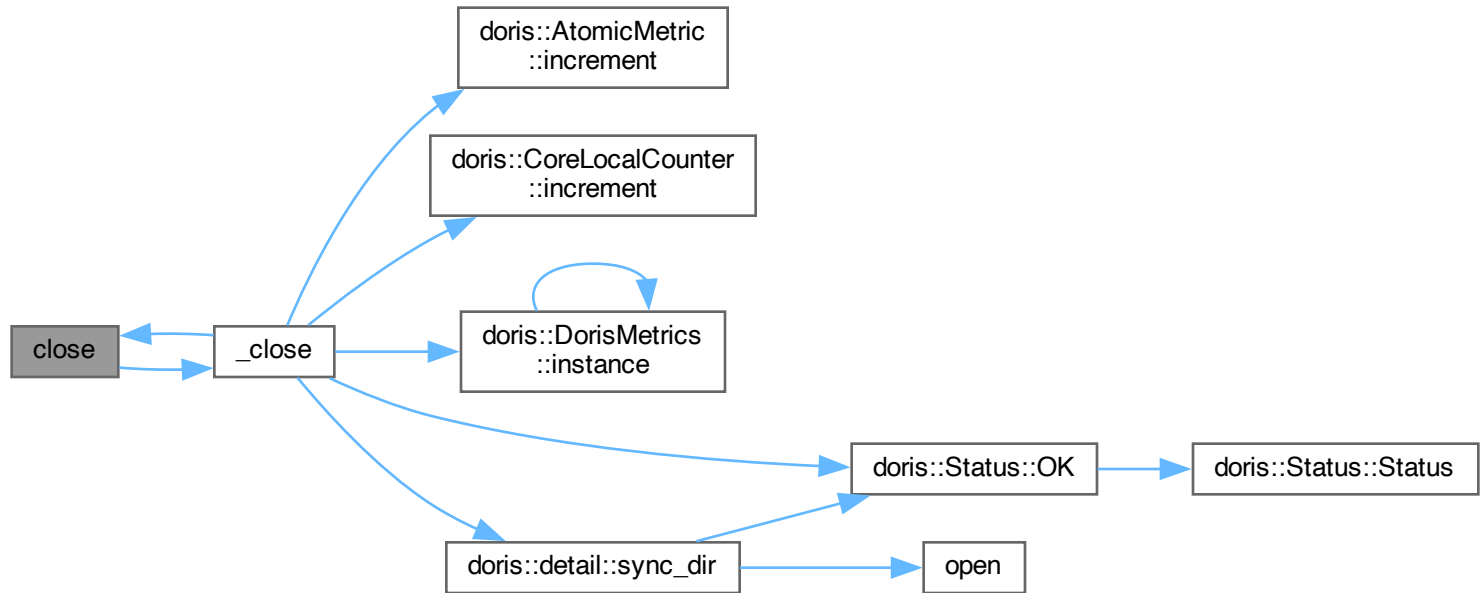 doris::AtomicMetric
::increment
doris::CoreLocalCounter
::increment
close
_close
doris::DorisMetrics
::instance
doris::Status::OK
doris::Status::Status
doris::detail::sync_dir
open